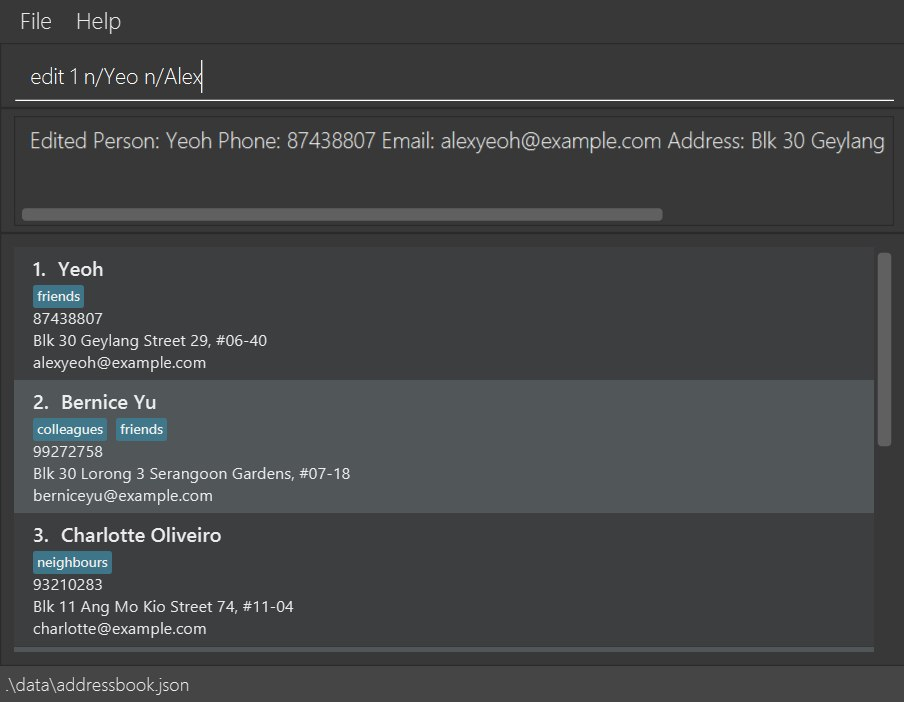 File Help
edit 1 n/Yeo n/Alex
Edited Person: Yeoh Phone: 87438807 Email: alexyeoh@example.com Address: Blk 30 Geylang
1. Yeoh
friends
87438807
Blk 30 Geylang Street 29, #06-40
alexyeoh@example.com
2. Bernice Yu
colleagues friends
99272758
Blk 30 Lorong 3 Serangoon Gardens, #07-18
berniceyu@example.com
3. Charlotte Oliveiro
neighbours
93210283
Blk 11 Ang Mo Kio Street 74, #11-04
charlotte@example.com
.\data\addressbook.json